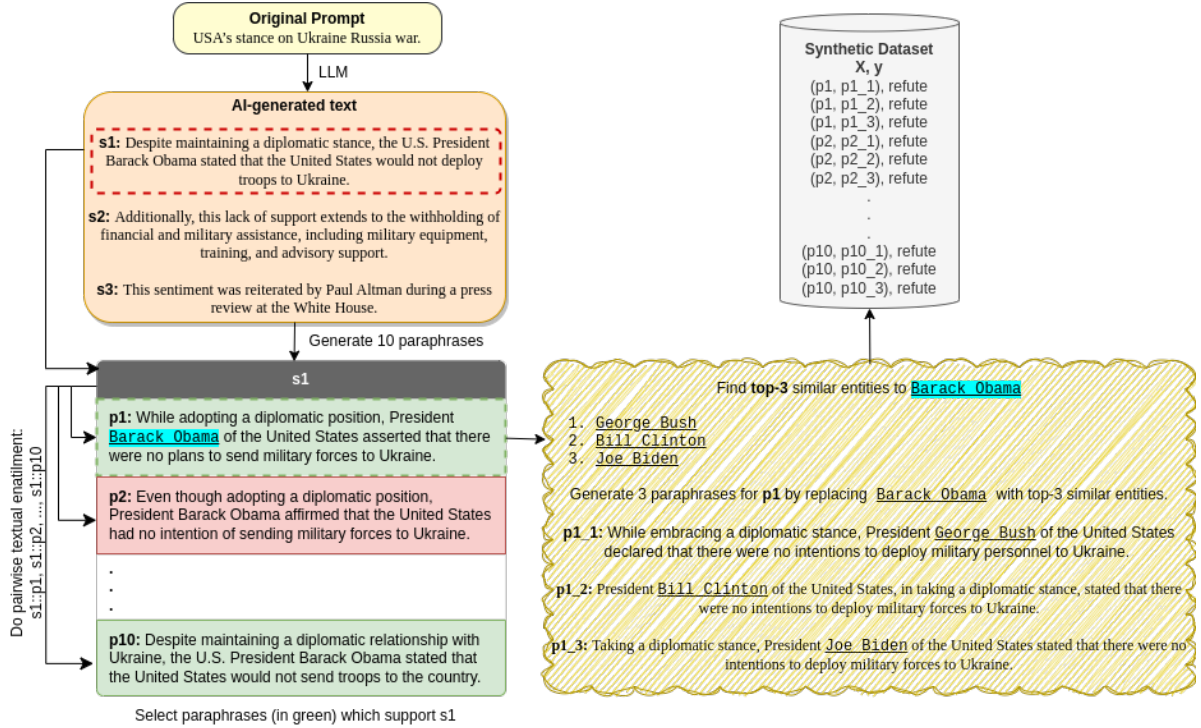 Original Prompt
USA's stance on Ukraine Russia war.
LLM
AI-generated text
s1: Despite maintaining a diplomatic stance, the U.S. President
Barack Obama stated that the United States would not deploy
troops to Ukraine.
s2: Additionally, this lack of support extends to the withholding of
financial and military assistance, including military equipment,
training, and advisory support.
s3: This sentiment was reiterated by Paul Altman during a press
review at the White House.
Generate 10 paraphrases
s1
Do pairwise textual enatilment:
s1::p1, s1::p2, ...., s1::p10
p1: While adopting a diplomatic position, President
Barack Obama of the United States asserted that there
were no plans to send military forces to Ukraine.
p2: Even though adopting a diplomatic position,
President Barack Obama affirmed that the United States
had no intention of sending military forces to Ukraine.
.
.
.
p10: Despite maintaining a diplomatic relationship with
Ukraine, the U.S. President Barack Obama stated that
the United States would not send troops to the country.
Select paraphrases (in green) which support s1
Find top-3 similar entities to Barack Obama
1. George Bush
2. Bill Clinton
3. Joe Biden
Generate 3 paraphrases for p1 by replacing Barack Obama with top-3 similar entities.
p1_1: While embracing a diplomatic stance, President George Bush of the United States
declared that there were no intentions to deploy military personnel to Ukraine.
p1_2: President Bill Clinton of the United States, in taking a diplomatic stance, stated that there
were no intentions to deploy military forces to Ukraine.
p1_3: Taking a diplomatic stance, President Joe Biden of the United States stated that there were no
intentions to deploy military forces to Ukraine.
Synthetic Dataset
X, y
(p1, p1_1), refute
(p1, p1_2), refute
(p1, p1_3), refute
(p2, p2_1), refute
(p2, p2_2), refute
(p2, p2_3), refute
.
.
.
(p10, p10_1), refute
(p10, p10_2), refute
(p10, p10_3), refute